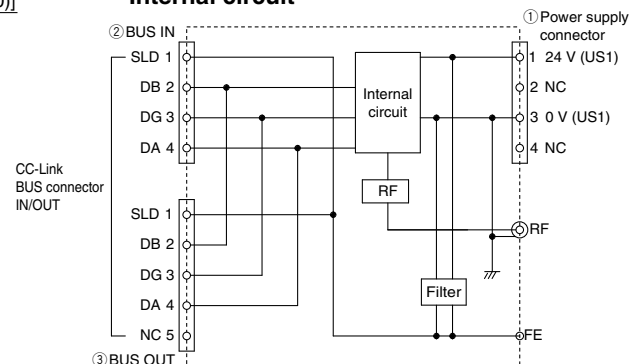 Internal circuit
①Power supply
connector
②BUS IN
SLD 1
DB 2
DG 3
DA 4
Internal
circuit
1 24 V (US1)
2 NC
3 0 V (US1)
4 NC
CC-Link
BUS connector
IN/OUT
RF
SLD 1
DB 2
DG 3
DA 4
NC 5
RF
Filter
FE
③BUS OUT